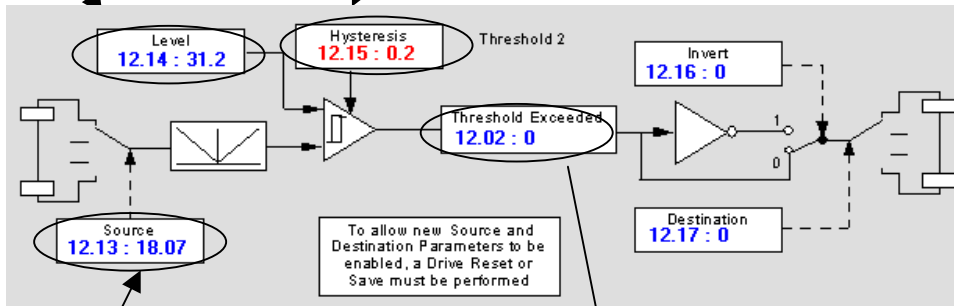 Level
12.14 : 31.2
Hysteresis
12.15 : 0.2
Threshold 2
Invert
12.16 : 0
Threshold Exceeded
12.02 : 0
1
0
Source
12.13 : 18.07
To allow new Source and
Destination Parameters to be
enabled, a Drive Reset or
Save must be performed
Destination
12.17 : 0